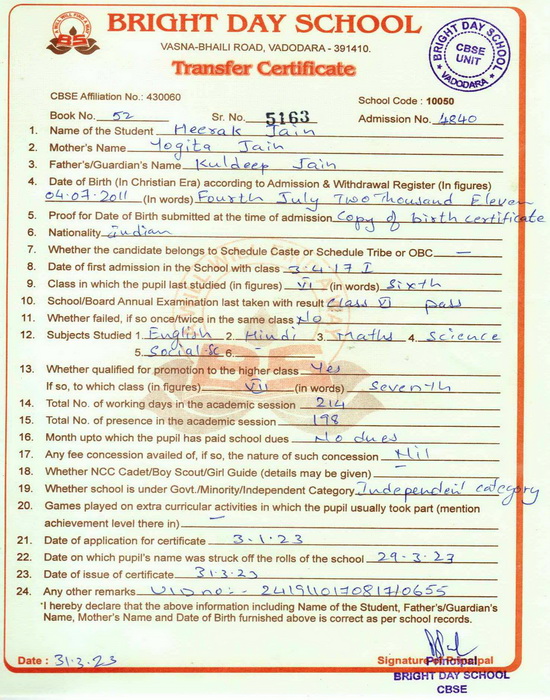 BRIGHT DAY SCHOOL
VASNA-BHAILI ROAD, VADODARA - 391410.
Transfer Certificate
BRIGHT DAY SCHOOL
CBSE
UNIT
VADODARA
CBSE Affiliation No.: 430060
School Code : 10050
Book No. 52 Sr. No. 5163 Admission No. 4840
1. Name of the Student Heerak Jain
2. Mother's Name Yogita Jain
3. Father's/Guardian's Name Kuldeep Jain
4. Date of Birth (In Christian Era) according to Admission & Withdrawal Register (In figures)
04.07.2011 (In words) Fourth July Two Thousand Eleven
5. Proof for Date of Birth submitted at the time of admission Copy of birth certificate
6. Nationality indian
7. Whether the candidate belongs to Schedule Caste or Schedule Tribe or OBC —
8. Date of first admission in the School with class 3.4.17 I
9. Class in which the pupil last studied (in figures) VI (in words) Sixth
10. School/Board Annual Examination last taken with result Class VI pass
11. Whether failed, if so once/twice in the same class No
12. Subjects Studied 1. English 2. Hindi 3. Maths 4. Science
5. Social.Sc 6. –
13. Whether qualified for promotion to the higher class Yes
If so, to which class (in figures) VII (in words) Seventh
14. Total No. of working days in the academic session 214
15. Total No. of presence in the academic session 198
16. Month upto which the pupil has paid school dues No dues
17. Any fee concession availed of, if so, the nature of such concession Nil
18. Whether NCC Cadet/Boy Scout/Girl Guide (details may be given) –
19. Whether school is under Govt./Minority/Independent Category Independent category
20. Games played on extra curricular activities in which the pupil usually took part (mention
achievement level there in) –
21. Date of application for certificate 3.1.23
22. Date on which pupil's name was struck off the rolls of the school 29.3.23
23. Date of issue of certificate 31.3.23
24. Any other remarks UID no:-
'I hereby declare that the above information including Name of the Student, Father's/Guardian's
Name, Mother's Name and Date of Birth furnished above is correct as per school records.
Date : 31.3.23
Signature of Principal
Principal
BRIGHT DAY SCHOOL
CBSE